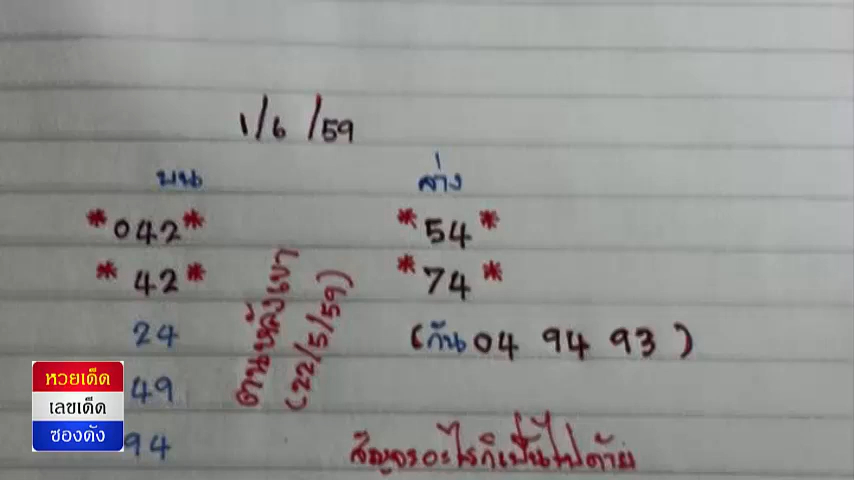 1/6/59
บน ล่าง
*042* *54*
*42* *74*
24 (กัน 04 94 93)
49
94
ตานหลังเขา
(22/5/59)
หวยเด็ด
เลขเด็ด
ซองดัง